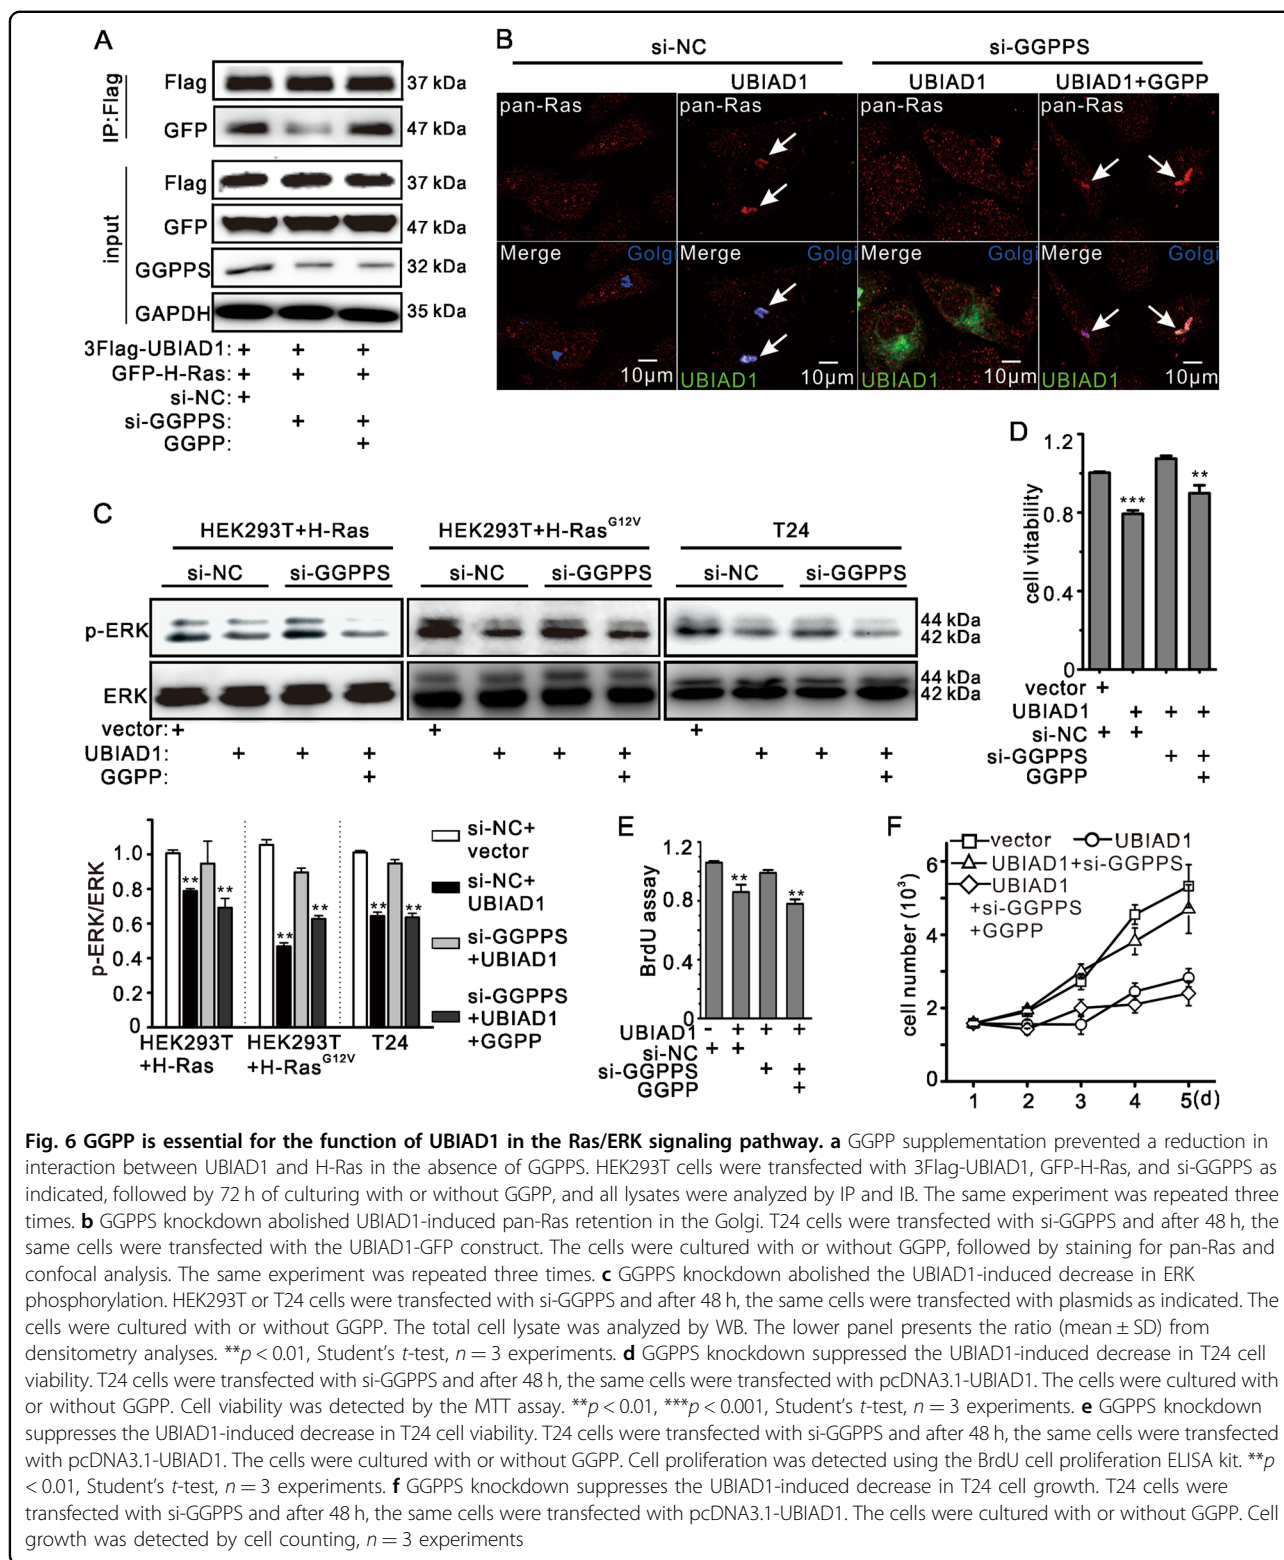 A
IP:Flag
Flag
37 kDa
GFP
47 kDa
input
Flag
37 kDa
GFP
47 kDa
GGPPS
32 kDa
GAPDH
35 kDa
3Flag-UBIAD1: + + +
GFP-H-Ras: + + +
si-NC: +
si-GGPPS: + +
GGPP: +
B
si-NC si-GGPPS
UBIAD1 UBIAD1 UBIAD1+GGPP
pan-Ras pan-Ras pan-Ras pan-Ras
Merge Golgi Merge Golgi Merge Golgi Merge Golgi
10μm UBIAD1 10μm UBIAD1 10μm UBIAD1 10μm
C
HEK293T+H-Ras HEK293T+H-Ras^G12V T24
si-NC si-GGPPS si-NC si-GGPPS si-NC si-GGPPS
p-ERK
44 kDa
42 kDa
ERK
44 kDa
42 kDa
vector: + + +
UBIAD1: + + + + + + + + +
GGPP: + + +
p-ERK/ERK
1.0
0.8
0.6
0.4
0.2
0
** ** ** ** ** **
HEK293T HEK293T T24
+H-Ras +H-Ras^G12V
si-NC+
vector
si-NC+
UBIAD1
si-GGPPS
+UBIAD1
si-GGPPS
+UBIAD1
+GGPP
D
cell vitability
1.2
0.8
0.4
0
*** **
vector +
UBIAD1 + + +
si-NC + +
si-GGPPS + +
GGPP +
E
BrdU assay
1.2
0.8
0.4
0
** **
UBIAD1 - + + +
si-NC + +
si-GGPPS + +
GGPP +
F
cell number (10³)
6
4
2
0
vector UBIAD1
UBIAD1+si-GGPPS
UBIAD1
+si-GGPPS
+GGPP
1 2 3 4 5(d)
Fig. 6 GGPP is essential for the function of UBIAD1 in the Ras/ERK signaling pathway. a GGPP supplementation prevented a reduction in
interaction between UBIAD1 and H-Ras in the absence of GGPPS. HEK293T cells were transfected with 3Flag-UBIAD1, GFP-H-Ras, and si-GGPPS as
indicated, followed by 72 h of culturing with or without GGPP, and all lysates were analyzed by IP and IB. The same experiment was repeated three
times. b GGPPS knockdown abolished UBIAD1-induced pan-Ras retention in the Golgi. T24 cells were transfected with si-GGPPS and after 48 h, the
same cells were transfected with the UBIAD1-GFP construct. The cells were cultured with or without GGPP, followed by staining for pan-Ras and
confocal analysis. The same experiment was repeated three times. c GGPPS knockdown abolished the UBIAD1-induced decrease in ERK
phosphorylation. HEK293T or T24 cells were transfected with si-GGPPS and after 48 h, the same cells were transfected with plasmids as indicated. The
cells were cultured with or without GGPP. The total cell lysate was analyzed by WB. The lower panel presents the ratio (mean ± SD) from
densitometry analyses. **p < 0.01, Student's t-test, n = 3 experiments. d GGPPS knockdown suppressed the UBIAD1-induced decrease in T24 cell
viability. T24 cells were transfected with si-GGPPS and after 48 h, the same cells were transfected with pcDNA3.1-UBIAD1. The cells were cultured with
or without GGPP. Cell viability was detected by the MTT assay. **p < 0.01, ***p < 0.001, Student's t-test, n = 3 experiments. e GGPPS knockdown
suppresses the UBIAD1-induced decrease in T24 cell viability. T24 cells were transfected with si-GGPPS and after 48 h, the same cells were transfected
with pcDNA3.1-UBIAD1. The cells were cultured with or without GGPP. Cell proliferation was detected using the BrdU cell proliferation ELISA kit. **p
< 0.01, Student's t-test, n = 3 experiments. f GGPPS knockdown suppresses the UBIAD1-induced decrease in T24 cell growth. T24 cells were
transfected with si-GGPPS and after 48 h, the same cells were transfected with pcDNA3.1-UBIAD1. The cells were cultured with or without GGPP. Cell
growth was detected by cell counting, n = 3 experiments